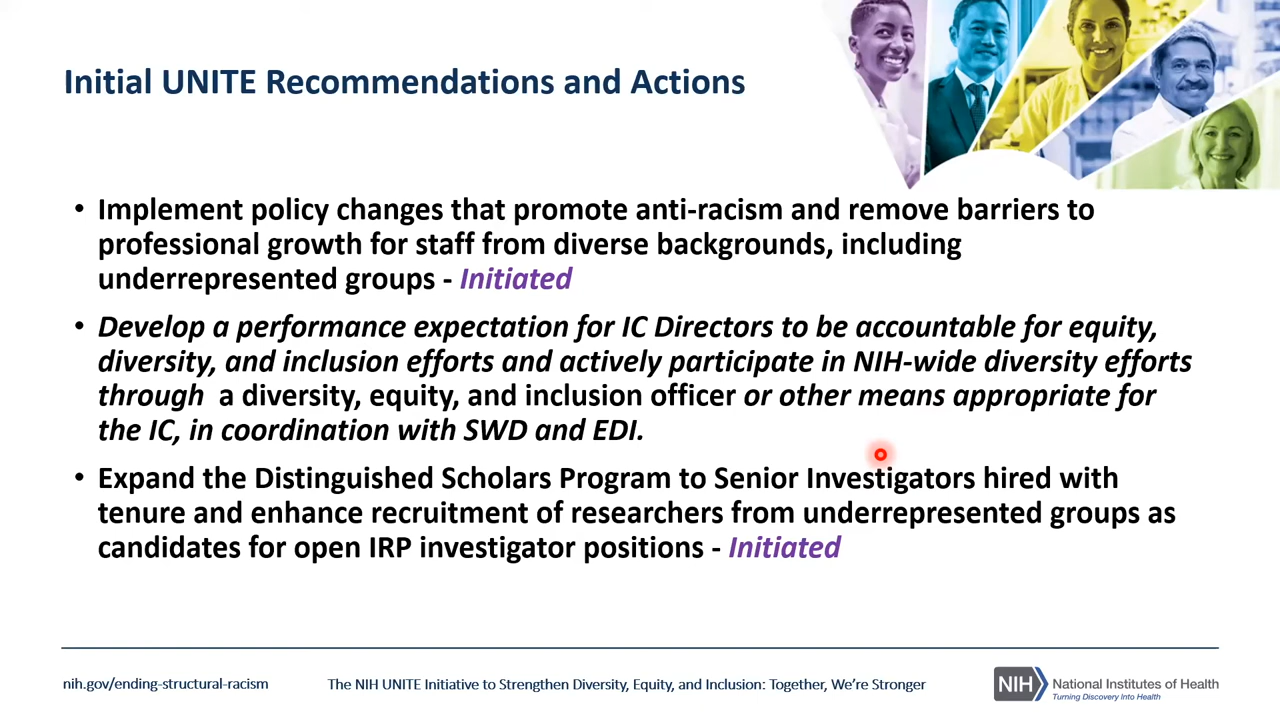 Initial UNITE Recommendations and Actions
• Implement policy changes that promote anti-racism and remove barriers to
professional growth for staff from diverse backgrounds, including
underrepresented groups - Initiated
• Develop a performance expectation for IC Directors to be accountable for equity,
diversity, and inclusion efforts and actively participate in NIH-wide diversity efforts
through a diversity, equity, and inclusion officer or other means appropriate for
the IC, in coordination with SWD and EDI.
• Expand the Distinguished Scholars Program to Senior Investigators hired with
tenure and enhance recruitment of researchers from underrepresented groups as
candidates for open IRP investigator positions - Initiated
nih.gov/ending-structural-racism
The NIH UNITE Initiative to Strengthen Diversity, Equity, and Inclusion: Together, We're Stronger
NIH
National Institutes of Health
Turning Discovery Into Health